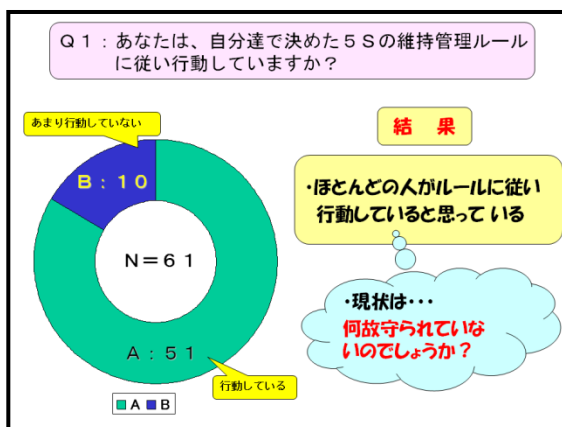 Q1：あなたは、自分達で決めた5Sの維持管理ルール
に従い行動していますか？
あまり行動していない
B：10
N＝61
A：51
行動している
A B
結　果
・ほとんどの人がルールに従い
行動していると思っている
・現状は・・・
何故守られていな
いのでしょうか？